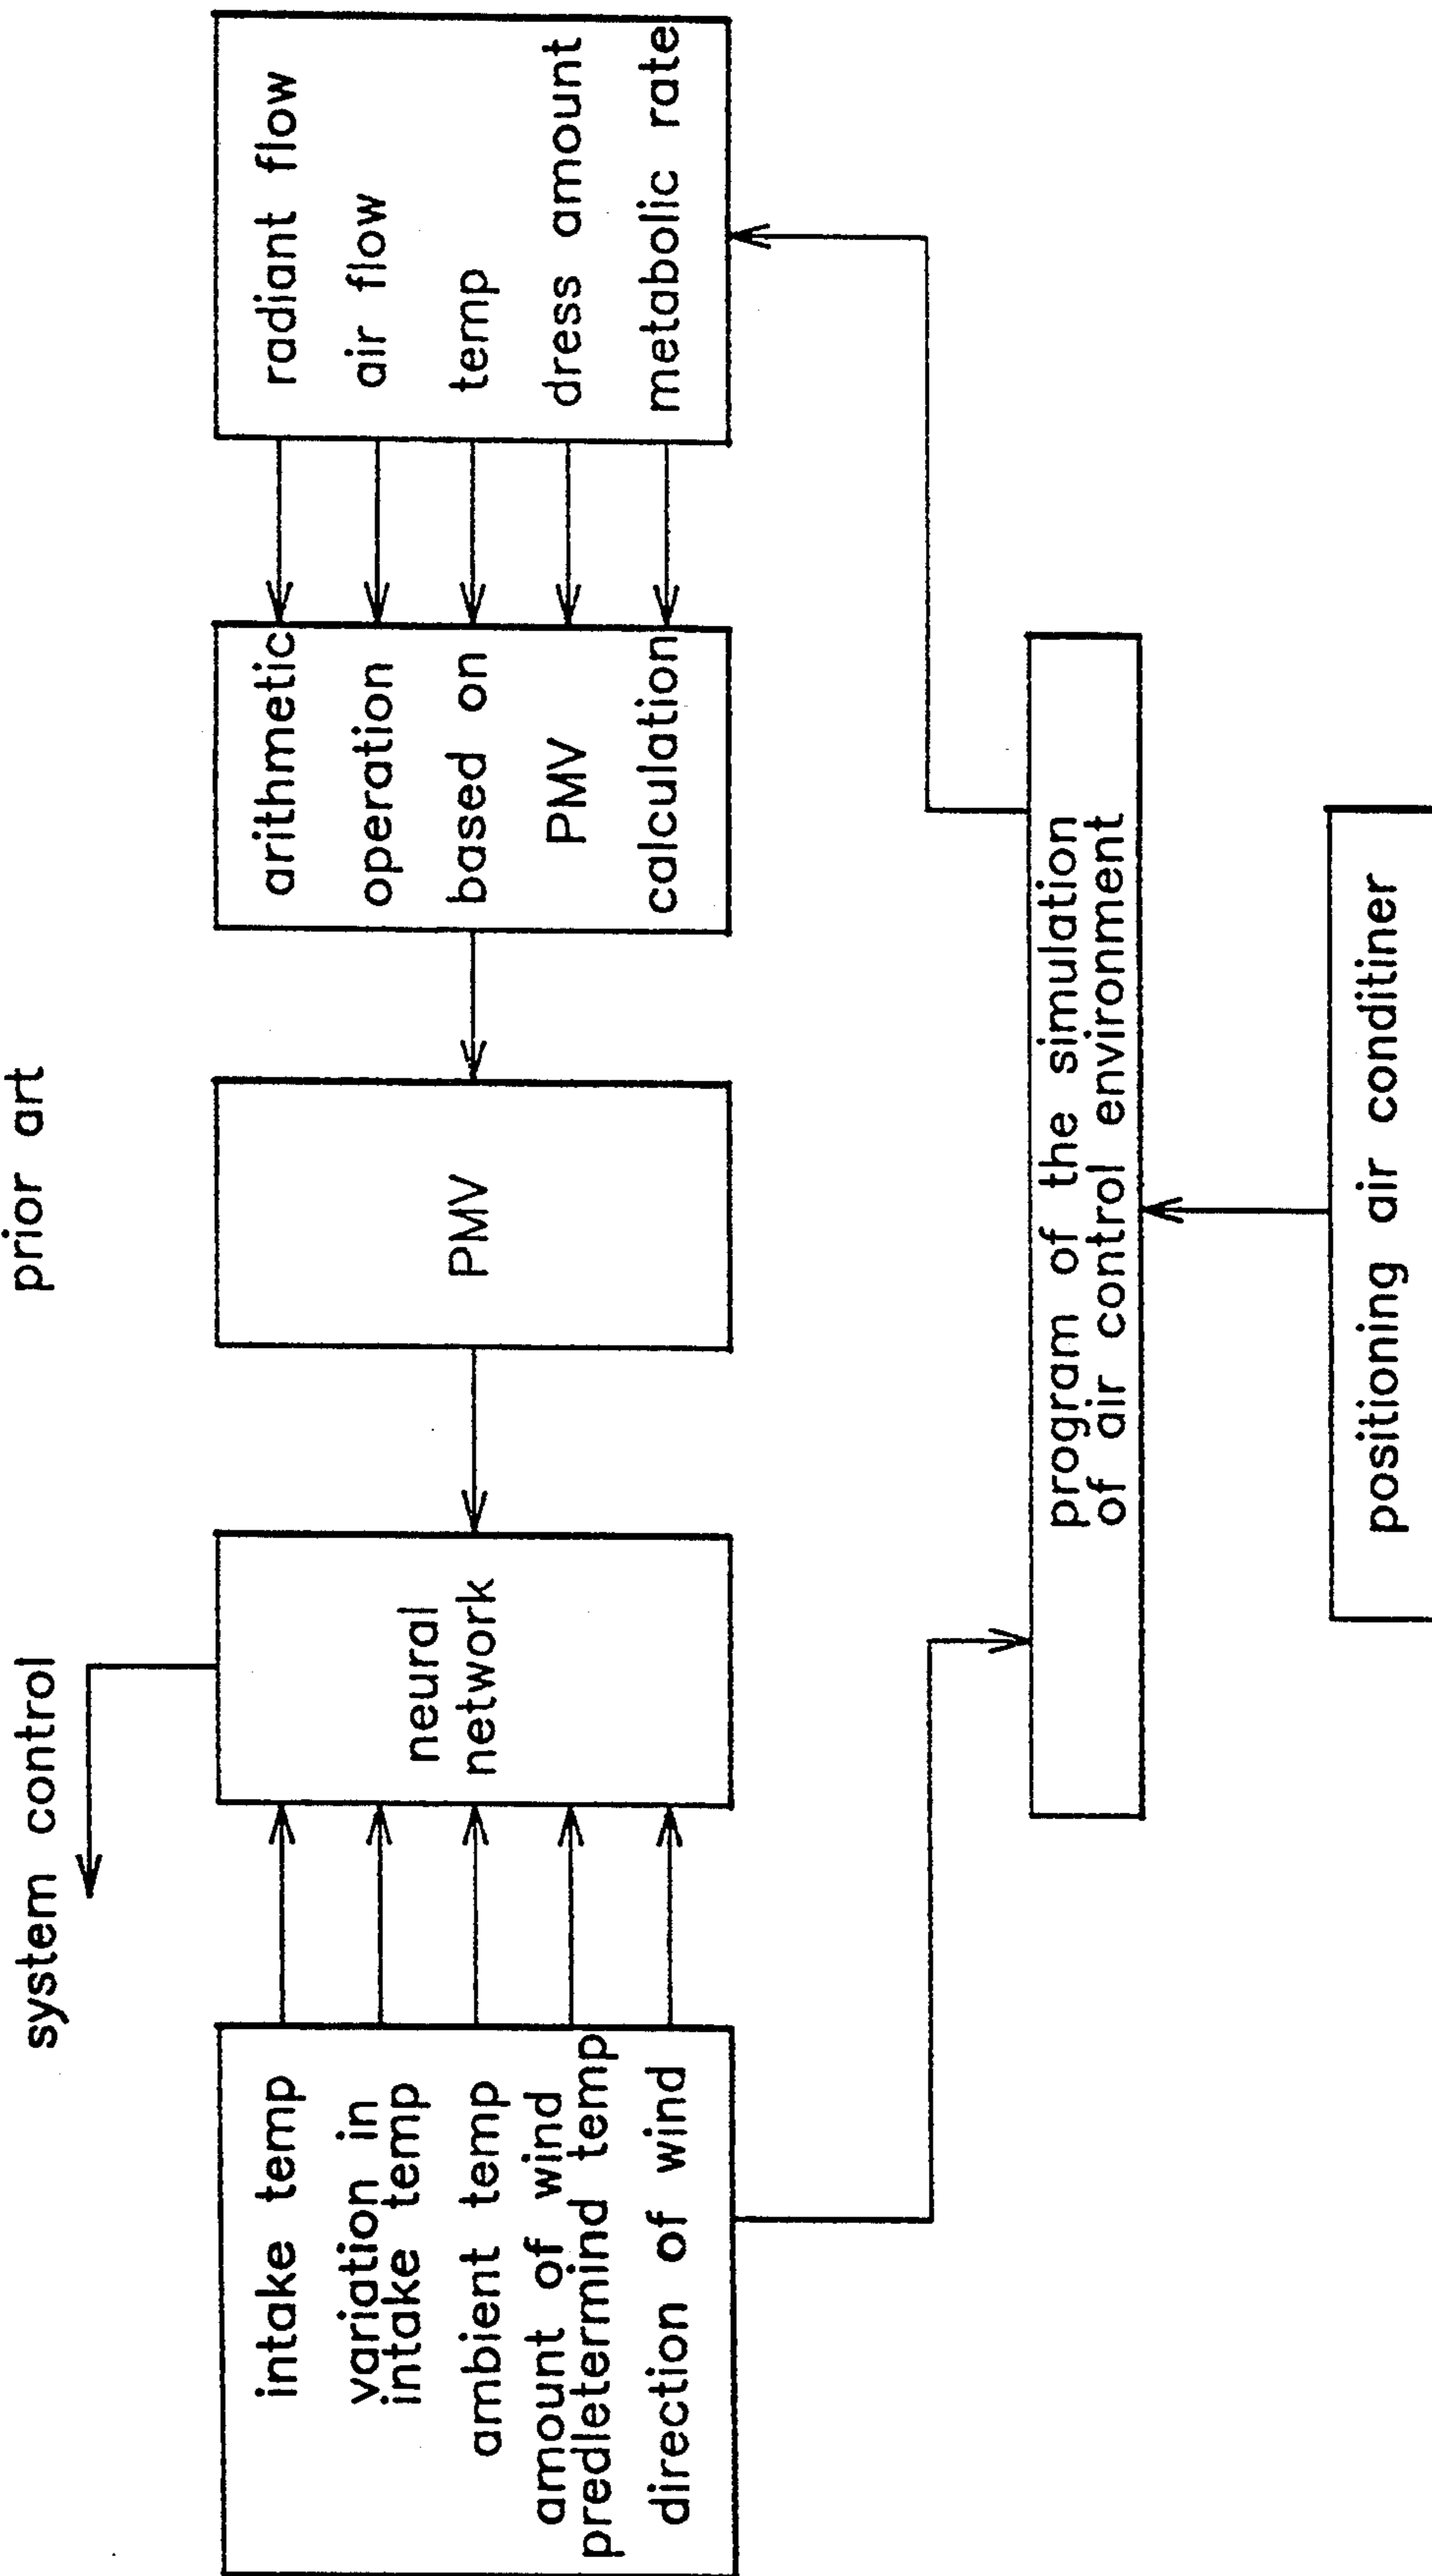 prior art
system control
intake temp
variation in
intake temp
ambient temp
amount of wind
predletermind temp
direction of wind
neural
network
PMV
arithmetic
operation
based on
PMV
calculation
radiant flow
air flow
temp
dress amount
metabolic rate
program of the simulation
of air control environment
positioning air conditiner